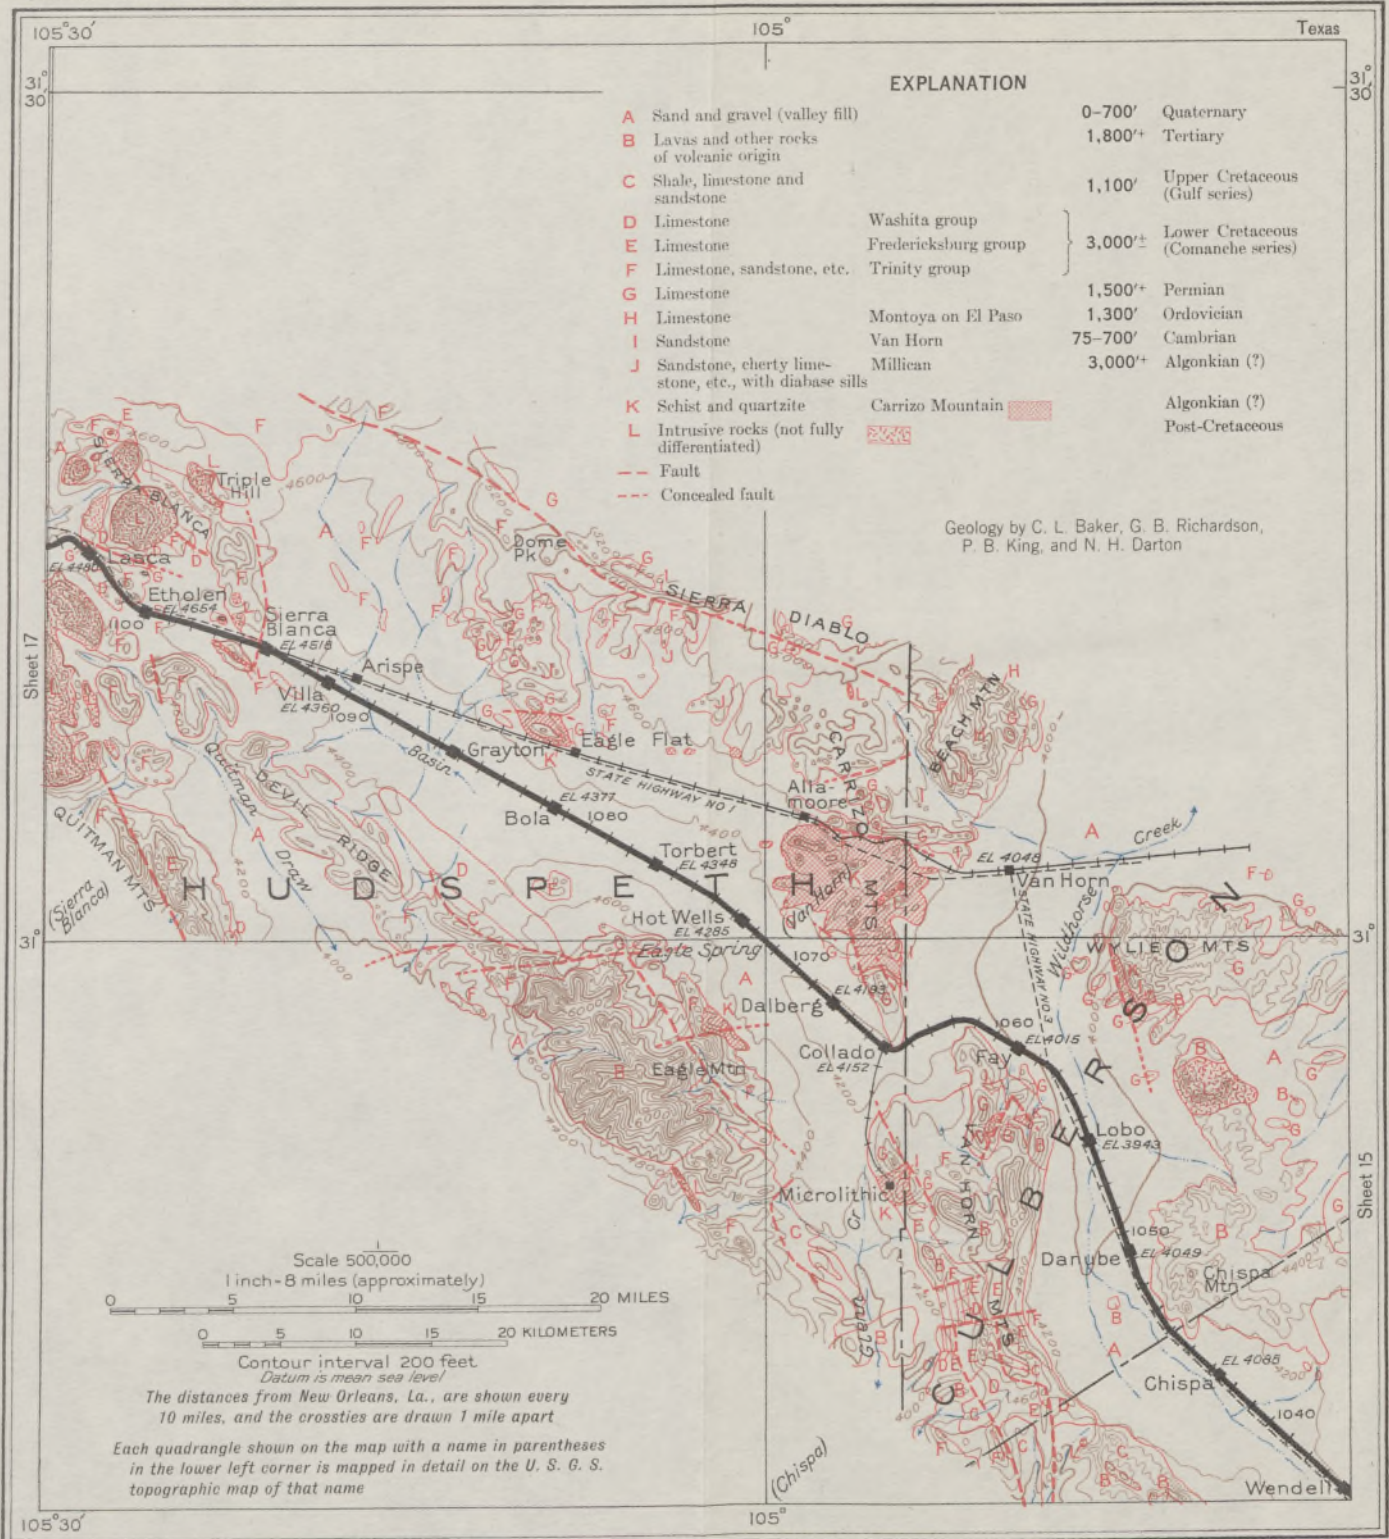 105°30'
105°
Texas
31°
30'
31°
30'
EXPLANATION
A Sand and gravel (valley fill) 0-700' Quaternary
B Lavas and other rocks of volcanic origin 1,800'+ Tertiary
C Shale, limestone and sandstone 1,100' Upper Cretaceous (Gulf series)
D Limestone Washita group
E Limestone Fredericksburg group 3,000'± Lower Cretaceous (Comanche series)
F Limestone, sandstone, etc. Trinity group
G Limestone 1,500'+ Permian
H Limestone Montoya on El Paso 1,300' Ordovician
I Sandstone Van Horn 75-700' Cambrian
J Sandstone, cherty lime-
stone, etc., with diabase sills Millican 3,000'+ Algonkian (?)
K Schist and quartzite Carrizo Mountain Algonkian (?)
L Intrusive rocks (not fully differentiated) Post-Cretaceous
Fault
Concealed fault
Geology by C. L. Baker, G. B. Richardson,
P. B. King, and N. H. Darton
SIERRA BLANCA
Triple
Hill
Lasca
EL 4480
Etholen
EL 4654
1100
Sierra
Blanca
EL 4518
Arispe
Villa
EL 4360
1090
Basin
Grayton
Eagle Flat
STATE HIGHWAY NO 1
Dome
Pk
SIERRA DIABLO
BEACH MTN
CARRIZO
MTS
Alla-
moore
(Van Horn)
EL 4377
Bola
1080
Torbert
EL 4348
Hot Wells
EL 4285
Eagle Spring
1070
Dalberg
EL 4193
Collado
EL 4152
Eagle Mtn
EL 4048
Van Horn
Creek
Wildhorse
STATE HIGHWAY NO.3
WYLIE MTS
1060
Fay
EL 4015
Lobo
EL 3943
VAN HORN
MTS
Microlithic
Cr
1050
Danube
EL 4049
Chispa
Mtn
EL 4085
Chispa
1040
Wendell
(Chispa)
Quitman
Draw
DEVIL RIDGE
QUITMAN MTS
(Sierra
Blanca)
HUDSPETH
CULBERSON
31°
31°
Sheet 17
Sheet 15
Scale 1/500,000
1 inch-8 miles (approximately)
0 5 10 15 20 MILES
0 5 10 15 20 KILOMETERS
Contour interval 200 feet
Datum is mean sea level
The distances from New Orleans, La., are shown every
10 miles, and the crossties are drawn 1 mile apart
Each quadrangle shown on the map with a name in parentheses
in the lower left corner is mapped in detail on the U. S. G. S.
topographic map of that name
105°30'
105°